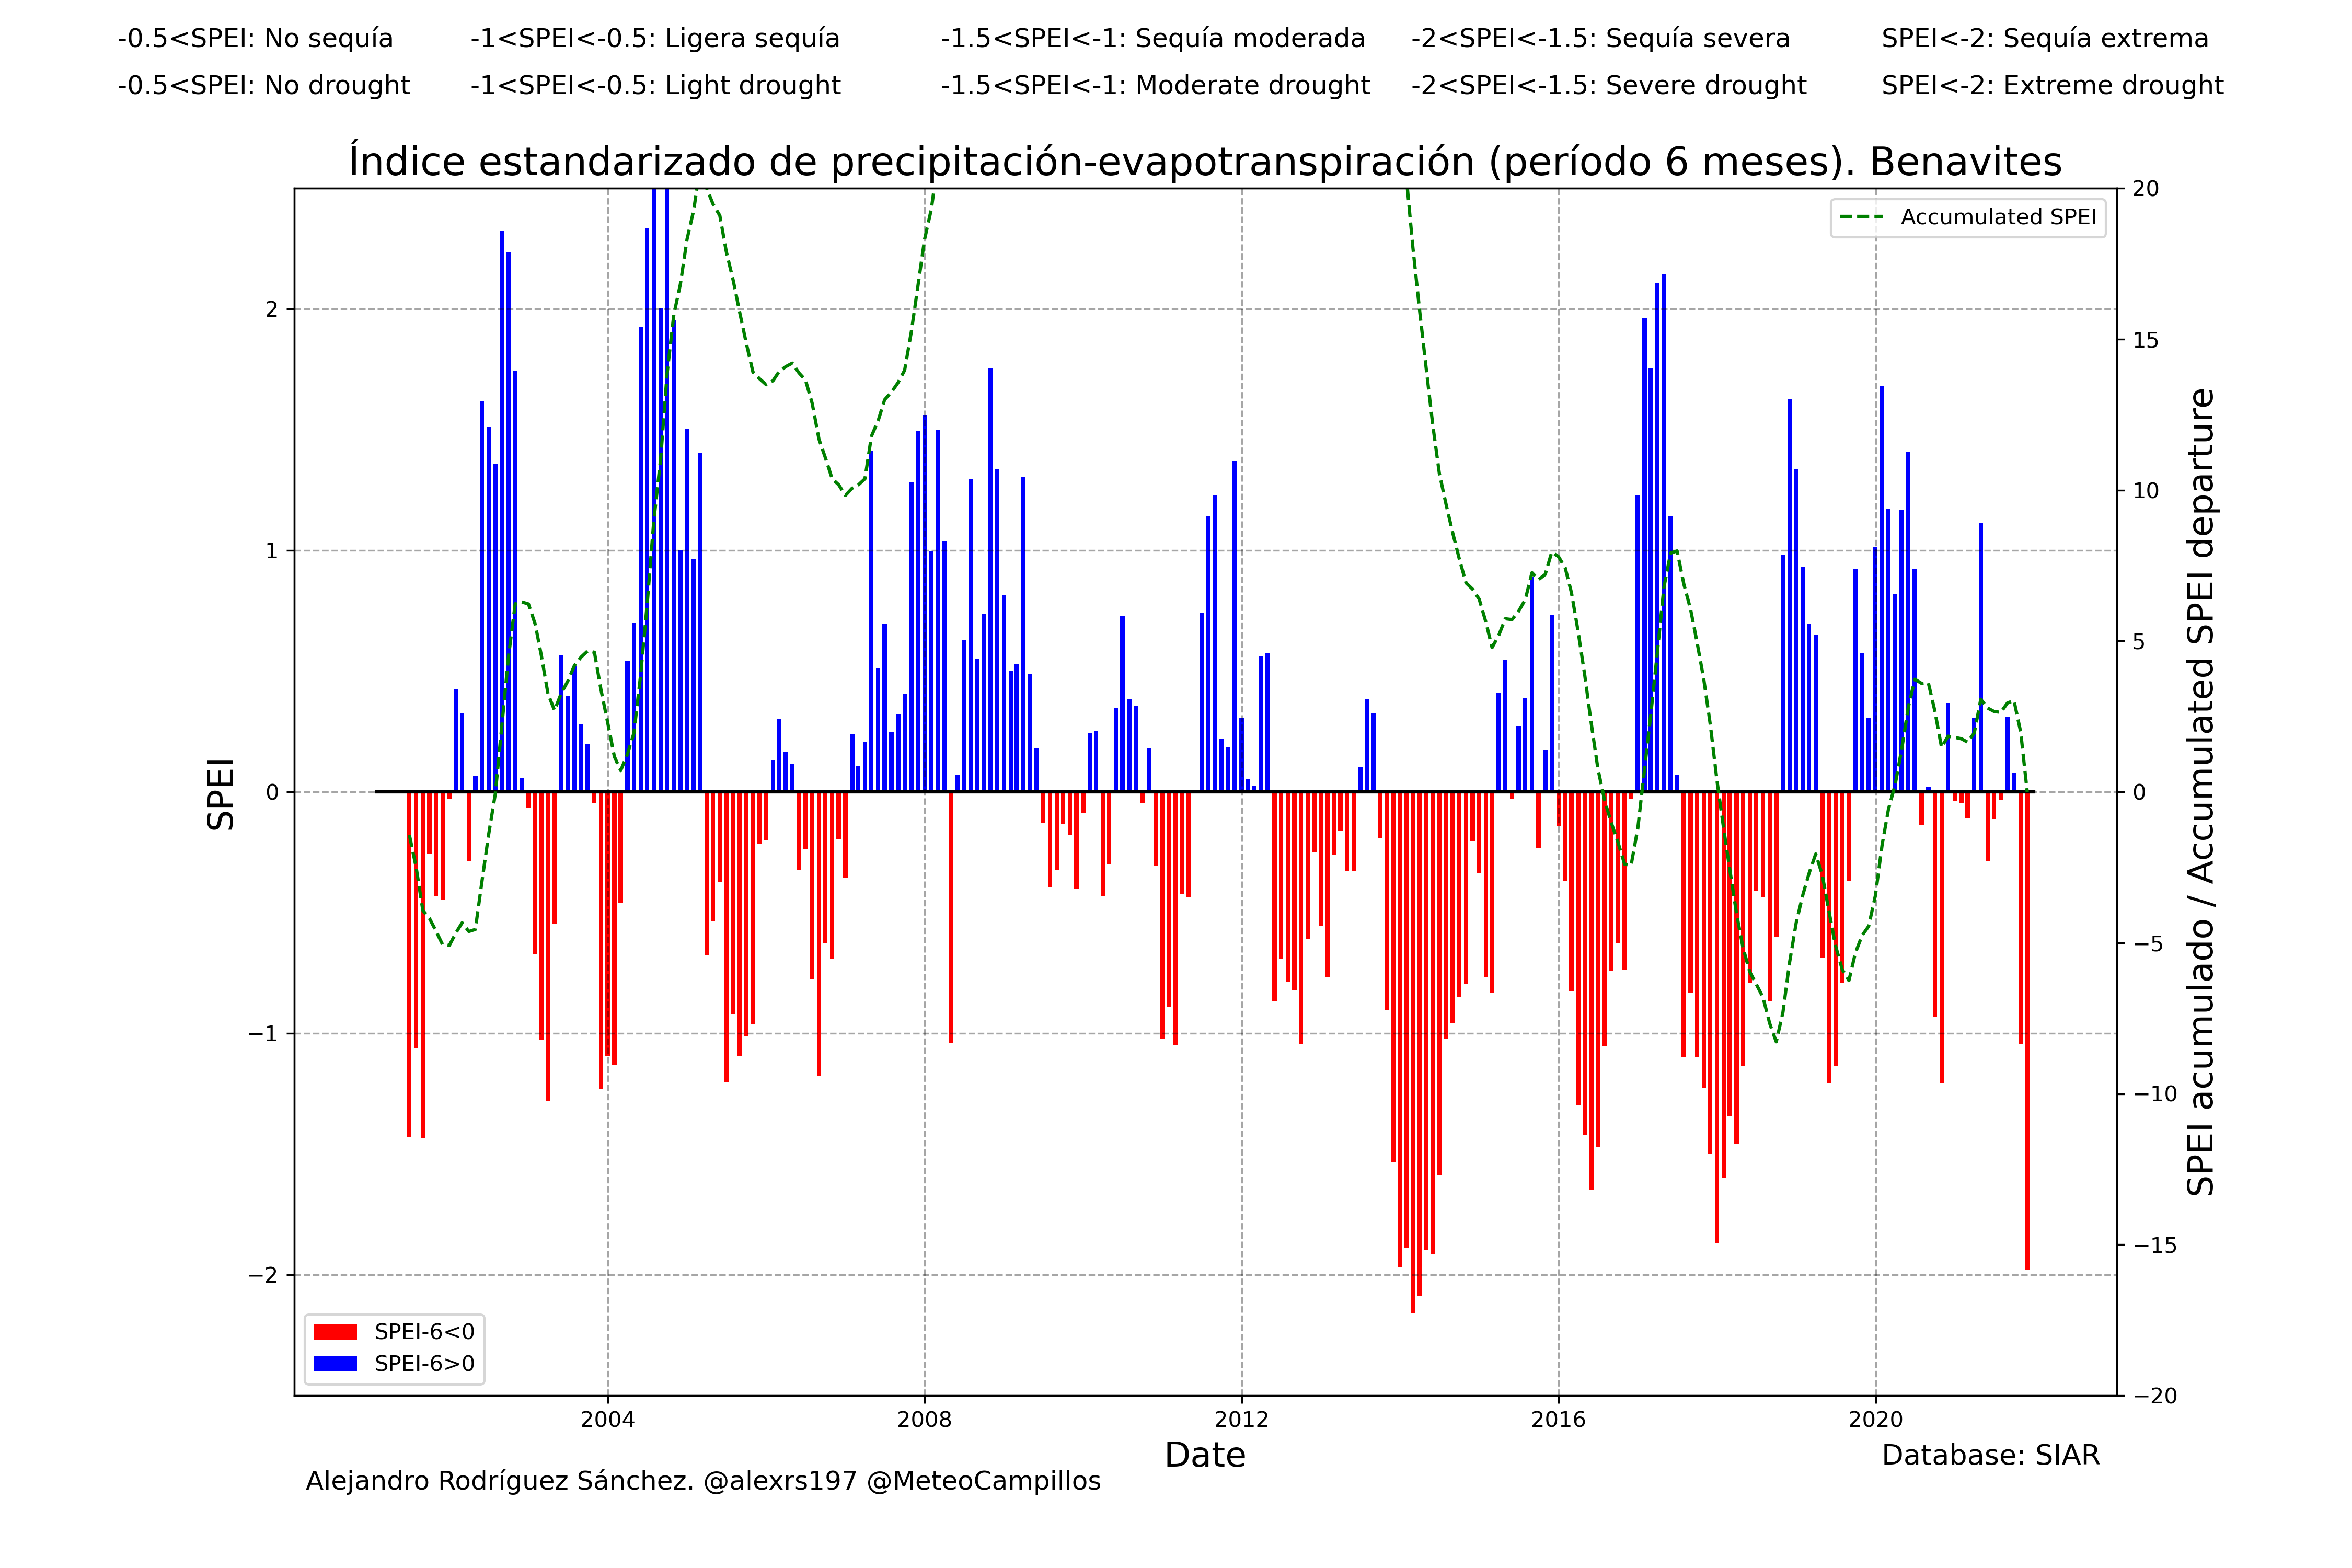 -0.5<SPEI: No sequía -1<SPEI<-0.5: Ligera sequía -1.5<SPEI<-1: Sequía moderada -2<SPEI<-1.5: Sequía severa SPEI<-2: Sequía extrema
-0.5<SPEI: No drought -1<SPEI<-0.5: Light drought -1.5<SPEI<-1: Moderate drought -2<SPEI<-1.5: Severe drought SPEI<-2: Extreme drought
Índice estandarizado de precipitación-evapotranspiración (período 6 meses). Benavites
Accumulated SPEI
SPEI
2
1
0
−1
−2
20
15
10
5
0
−5
−10
−15
−20
SPEI acumulado / Accumulated SPEI departure
SPEI-6<0
SPEI-6>0
2004 2008 2012 2016 2020
Date
Database: SIAR
Alejandro Rodríguez Sánchez. @alexrs197 @MeteoCampillos